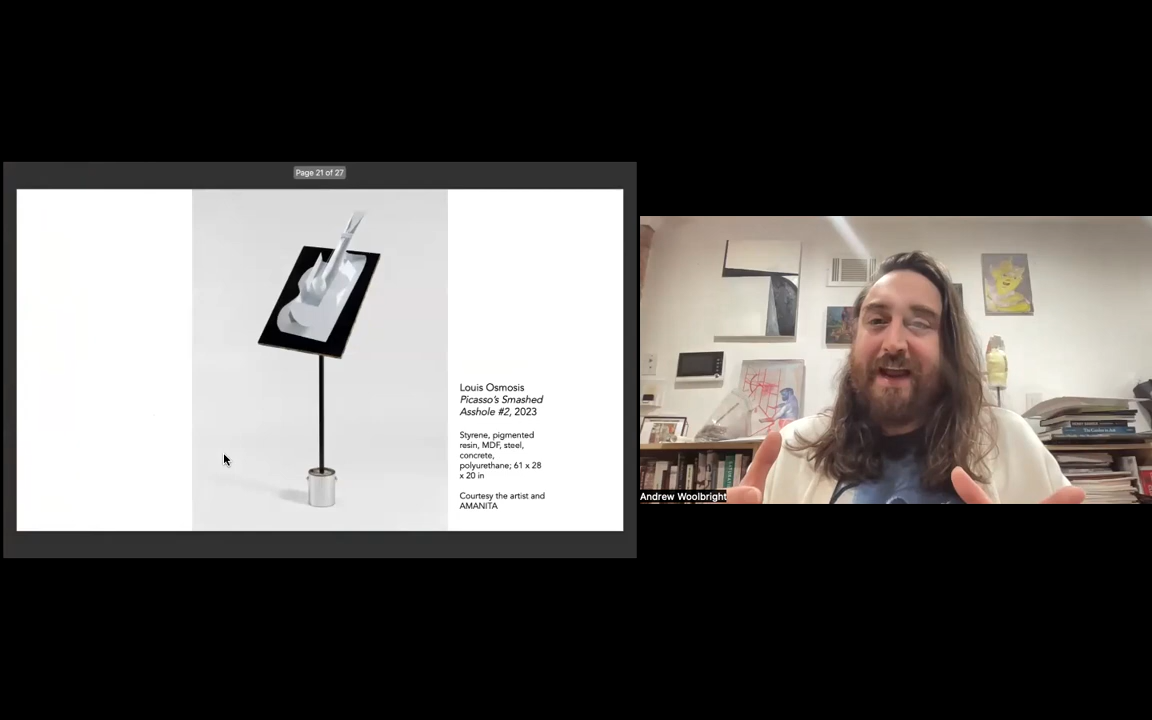 Page 21 of 27
Louis Osmosis
Picasso's Smashed
Asshole #2, 2023
Styrene, pigmented
resin, MDF, steel,
concrete,
polyurethane; 61 x 28
x 20 in
Courtesy the artist and
AMANITA
Andrew Woolbright